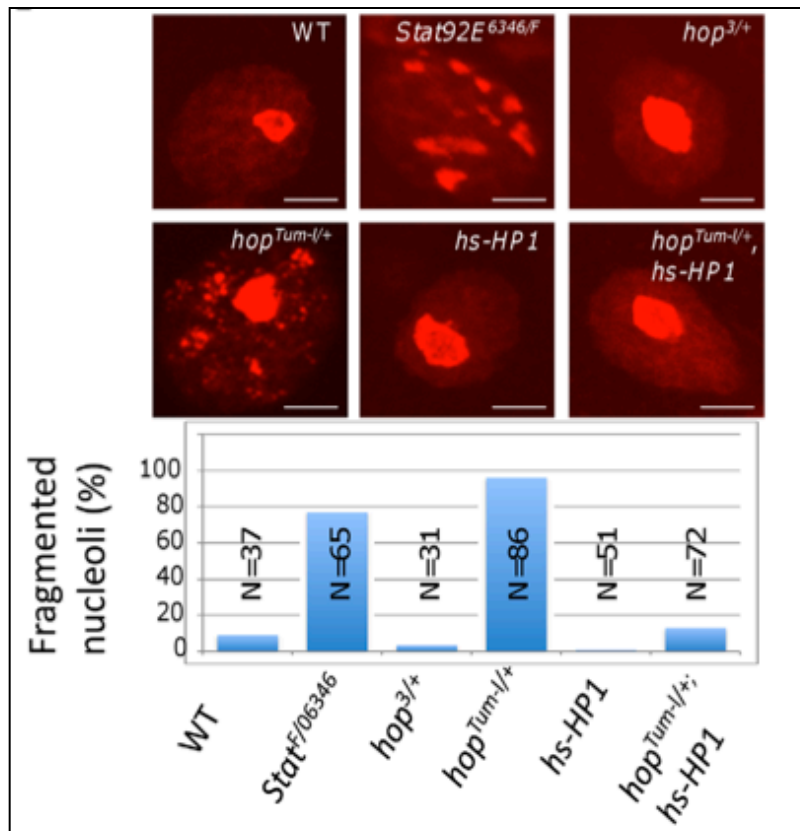 WT
Stat92E6346/F
hop3/+
hopTum-l/+
hs-HP1
hopTum-l/+,
hs-HP1
Fragmented
nucleoli (%)
100
80
60
40
20
0
N=37
N=65
N=31
N=86
N=51
N=72
WT
StatF/06346
hop3/+
hopTum-l/+
hs-HP1
hopTum-l/+;
hs-HP1